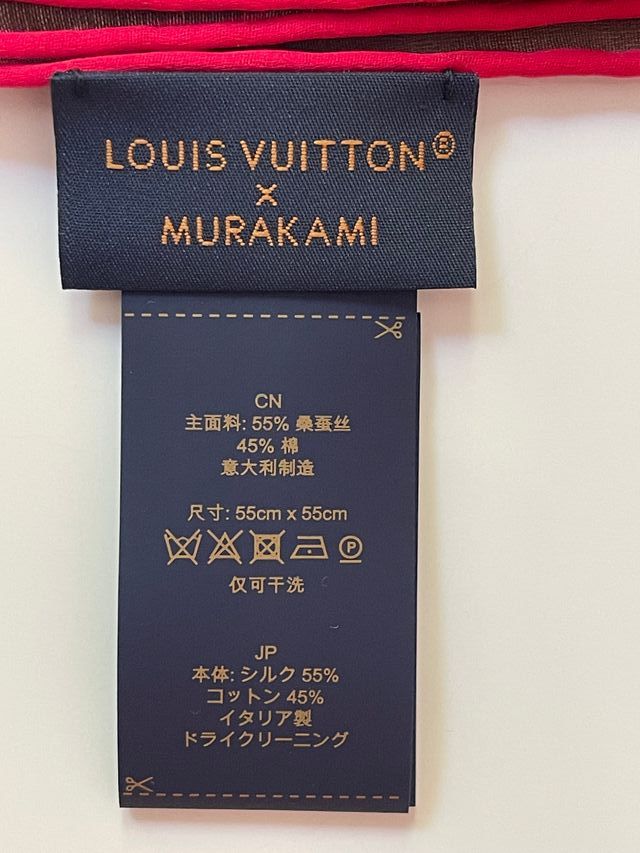 LOUIS VUITTON®
x
MURAKAMI
CN
主面料: 55% 桑蚕丝
45% 棉
意大利制造
尺寸: 55cm x 55cm
P
仅可干洗
JP
本体: シルク 55%
コットン 45%
イタリア製
ドライクリーニング